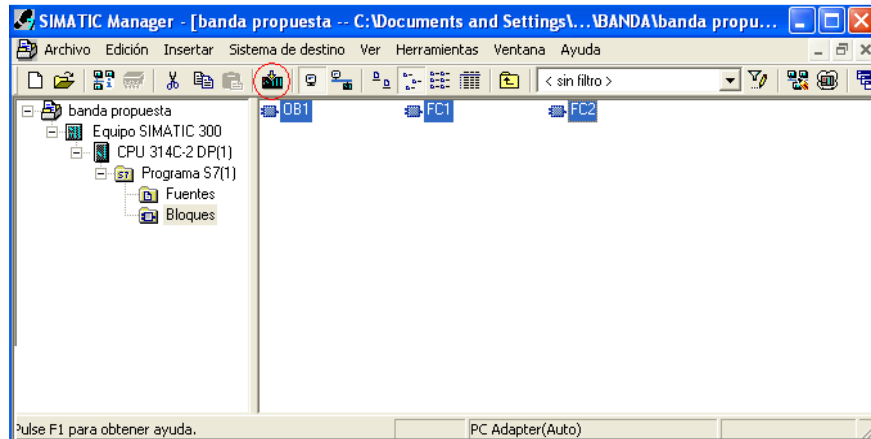 SIMATIC Manager - [banda propuesta -- C:\Documents and Settings\...\BANDA\banda propu...
Archivo Edición Insertar Sistema de destino Ver Herramientas Ventana Ayuda
< sin filtro >
banda propuesta
Equipo SIMATIC 300
CPU 314C-2 DP(1)
Programa S7(1)
Fuentes
Bloques
OB1 FC1 FC2
Pulse F1 para obtener ayuda. PC Adapter(Auto)